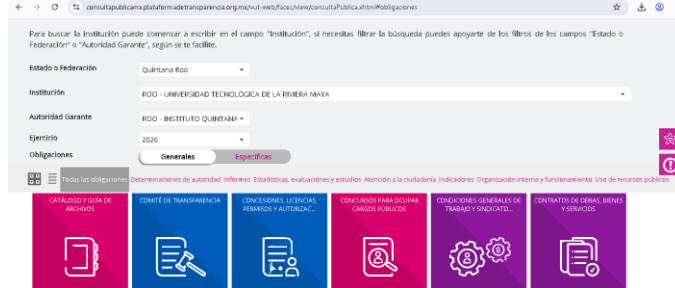 consultapublicamx.plataformadetransparencia.org.mx/vut-web/faces/view/consultaPublica.xhtml#obligaciones
Para buscar la institución puede comenzar a escribir en el campo "Institución", si necesitas filtrar la búsqueda puedes apoyarte de los filtros de los campos "Estado o
Federación" o "Autoridad Garante", según se te facilite.
Estado o Federación
Quintana Roo
Institución
ROO - UNIVERSIDAD TECNOLÓGICA DE LA RIVIERA MAYA
Autoridad Garante
ROO - INSTITUTO QUINTANA
Ejercicio
2026
Obligaciones
Generales
Específicas
Todas las obligaciones Determinaciones de autoridad Informes Estadísticas, evaluaciones y estudios Atención a la ciudadanía Indicadores Organización interna y funcionamiento Uso de recursos públicos
CATÁLOGO Y GUÍA DE
ARCHIVOS
COMITÉ DE TRANSPARENCIA
CONCESIONES, LICENCIAS,
PERMISOS Y AUTORIZAC...
CONCURSOS PARA OCUPAR
CARGOS PÚBLICOS
CONDICIONES GENERALES DE
TRABAJO Y SINDICATO...
CONTRATOS DE OBRAS, BIENES
Y SERVICIOS